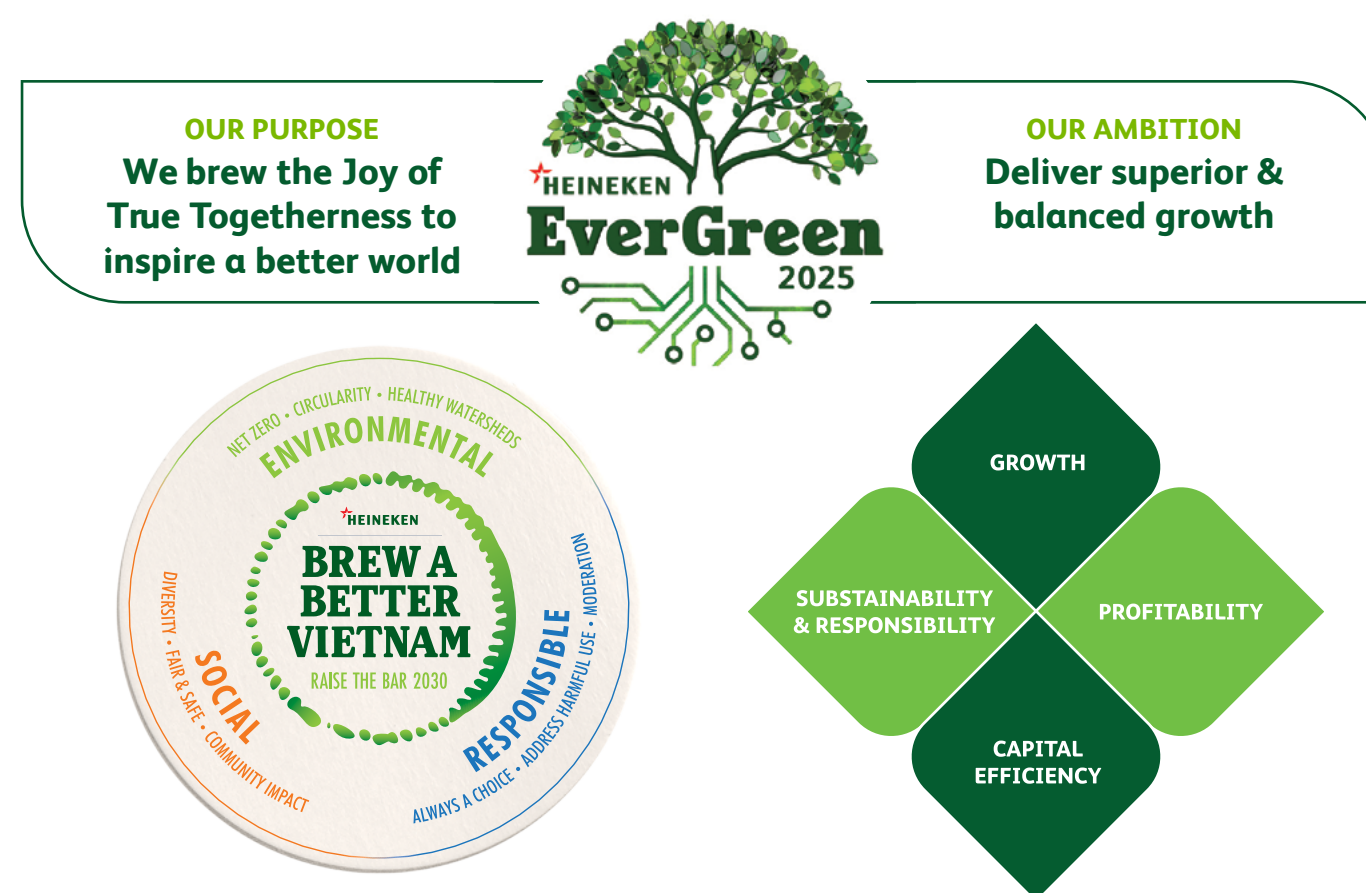 OUR PURPOSE
We brew the Joy of
True Togetherness to
inspire a better world
HEINEKEN
EverGreen
2025
OUR AMBITION
Deliver superior &
balanced growth
NET ZERO • CIRCULARITY • HEALTHY WATERSHEDS
ENVIRONMENTAL
HEINEKEN
BREW A
BETTER
VIETNAM
RAISE THE BAR 2030
SOCIAL
DIVERSITY • FAIR & SAFE • COMMUNITY IMPACT
RESPONSIBLE
ALWAYS A CHOICE • ADDRESS HARMFUL USE • MODERATION
GROWTH
SUBSTAINABILITY
& RESPONSIBILITY
PROFITABILITY
CAPITAL
EFFICIENCY